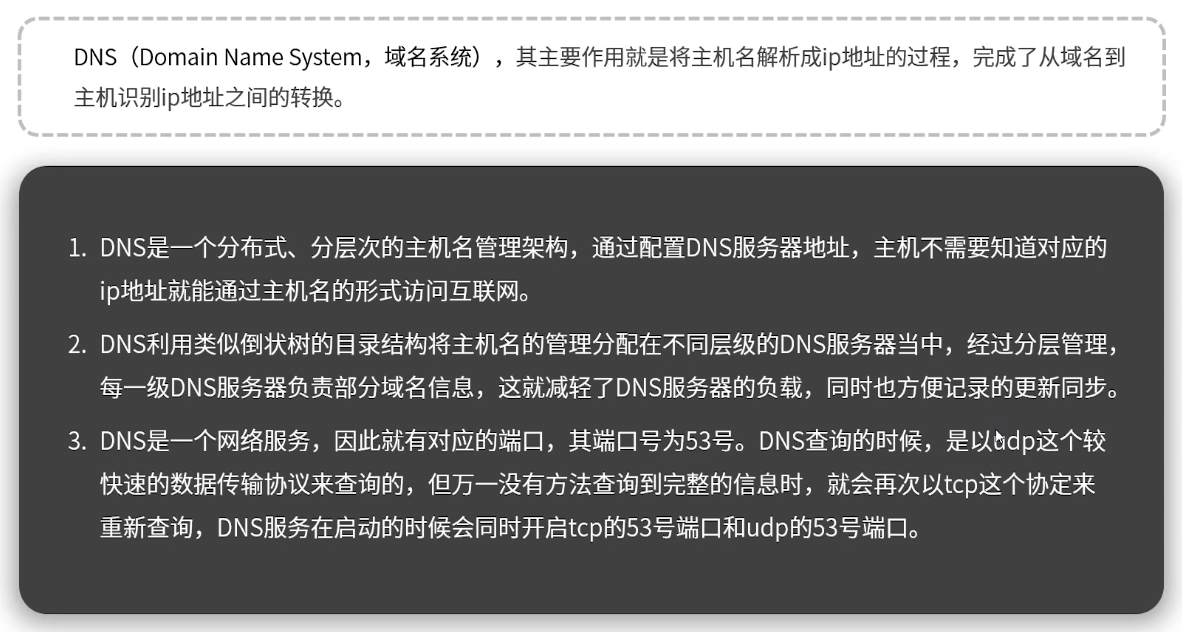 DNS（Domain Name System，域名系统），其主要作用就是将主机名解析成ip地址的过程，完成了从域名到
主机识别ip地址之间的转换。
1. DNS是一个分布式、分层次的主机名管理架构，通过配置DNS服务器地址，主机不需要知道对应的
ip地址就能通过主机名的形式访问互联网。
2. DNS利用类似倒状树的目录结构将主机名的管理分配在不同层级的DNS服务器当中，经过分层管理，
每一级DNS服务器负责部分域名信息，这就减轻了DNS服务器的负载，同时也方便记录的更新同步。
3. DNS是一个网络服务，因此就有对应的端口，其端口号为53号。DNS查询的时候，是以udp这个较
快速的数据传输协议来查询的，但万一没有方法查询到完整的信息时，就会再次以tcp这个协定来
重新查询，DNS服务在启动的时候会同时开启tcp的53号端口和udp的53号端口。